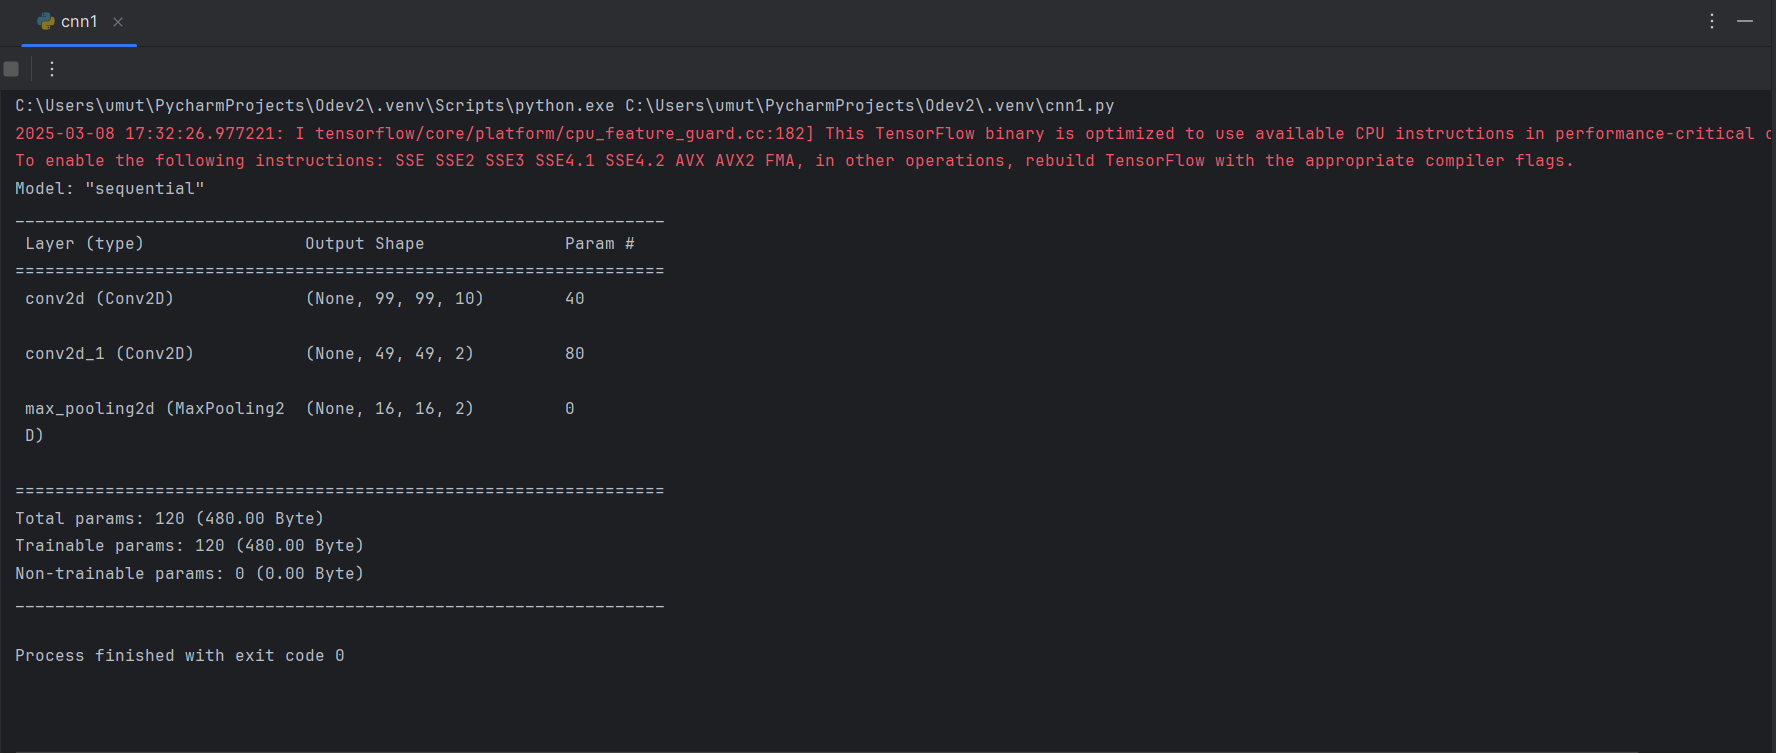 cnn1
C:\Users\umut\PycharmProjects\Odev2\.venv\Scripts\python.exe C:\Users\umut\PycharmProjects\Odev2\.venv\cnn1.py
2025-03-08 17:32:26.977221: I tensorflow/core/platform/cpu_feature_guard.cc:182] This TensorFlow binary is optimized to use available CPU instructions in performance-critical
To enable the following instructions: SSE SSE2 SSE3 SSE4.1 SSE4.2 AVX AVX2 FMA, in other operations, rebuild TensorFlow with the appropriate compiler flags.
Model: "sequential"
_________________________________________________________________
 Layer (type)                Output Shape              Param #
=================================================================
 conv2d (Conv2D)             (None, 99, 99, 10)        40
 conv2d_1 (Conv2D)           (None, 49, 49, 2)         80
 max_pooling2d (MaxPooling2  (None, 16, 16, 2)         0
 D)
=================================================================
Total params: 120 (480.00 Byte)
Trainable params: 120 (480.00 Byte)
Non-trainable params: 0 (0.00 Byte)
_________________________________________________________________
Process finished with exit code 0